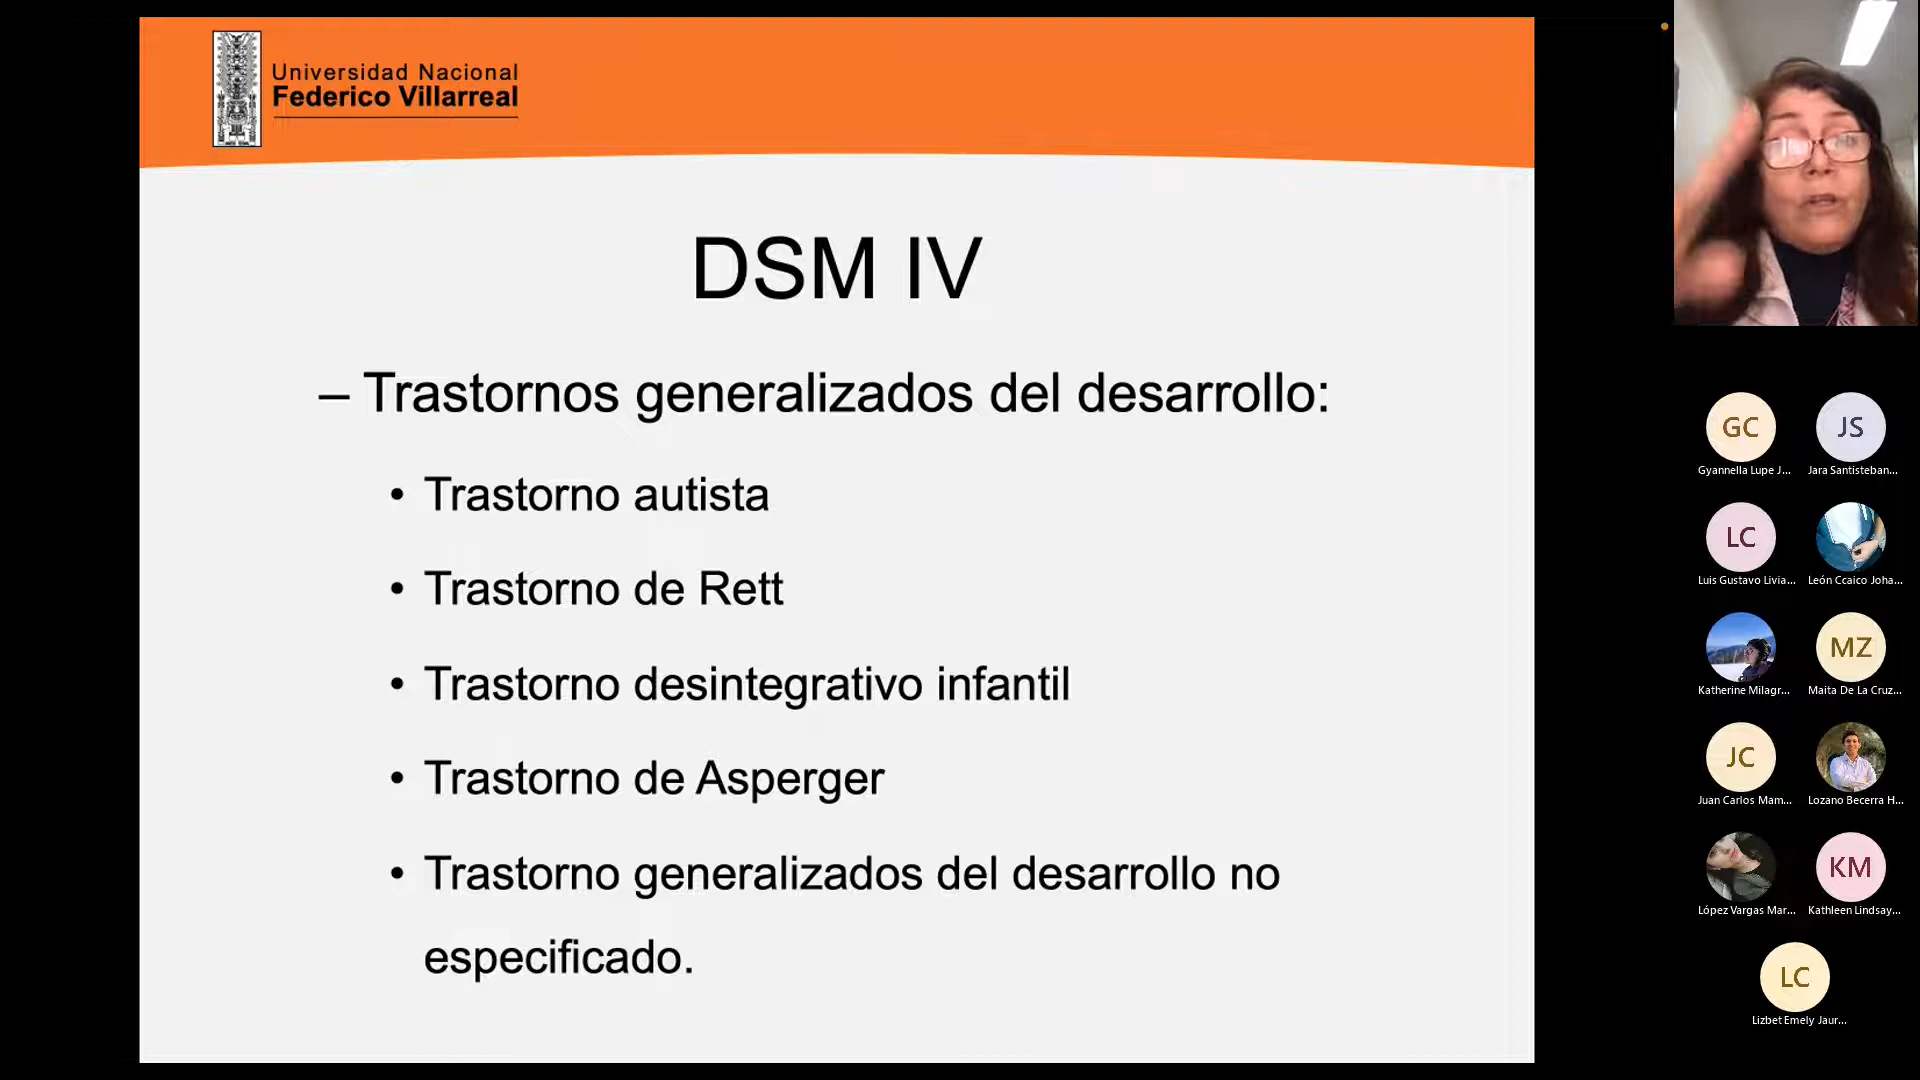 Universidad Nacional
Federico Villarreal
DSM IV
– Trastornos generalizados del desarrollo:
• Trastorno autista
• Trastorno de Rett
• Trastorno desintegrativo infantil
• Trastorno de Asperger
• Trastorno generalizados del desarrollo no
especificado.
GC
JS
Gyannella Lupe J...
Jara Santisteban...
LC
Luis Gustavo Livia...
León Ccaico Joha...
MZ
Katherine Milagr...
Maita De La Cruz...
JC
Juan Carlos Mam...
Lozano Becerra H...
KM
López Vargas Mar...
Kathleen Lindsay...
LC
Lizbet Emely Jaur...